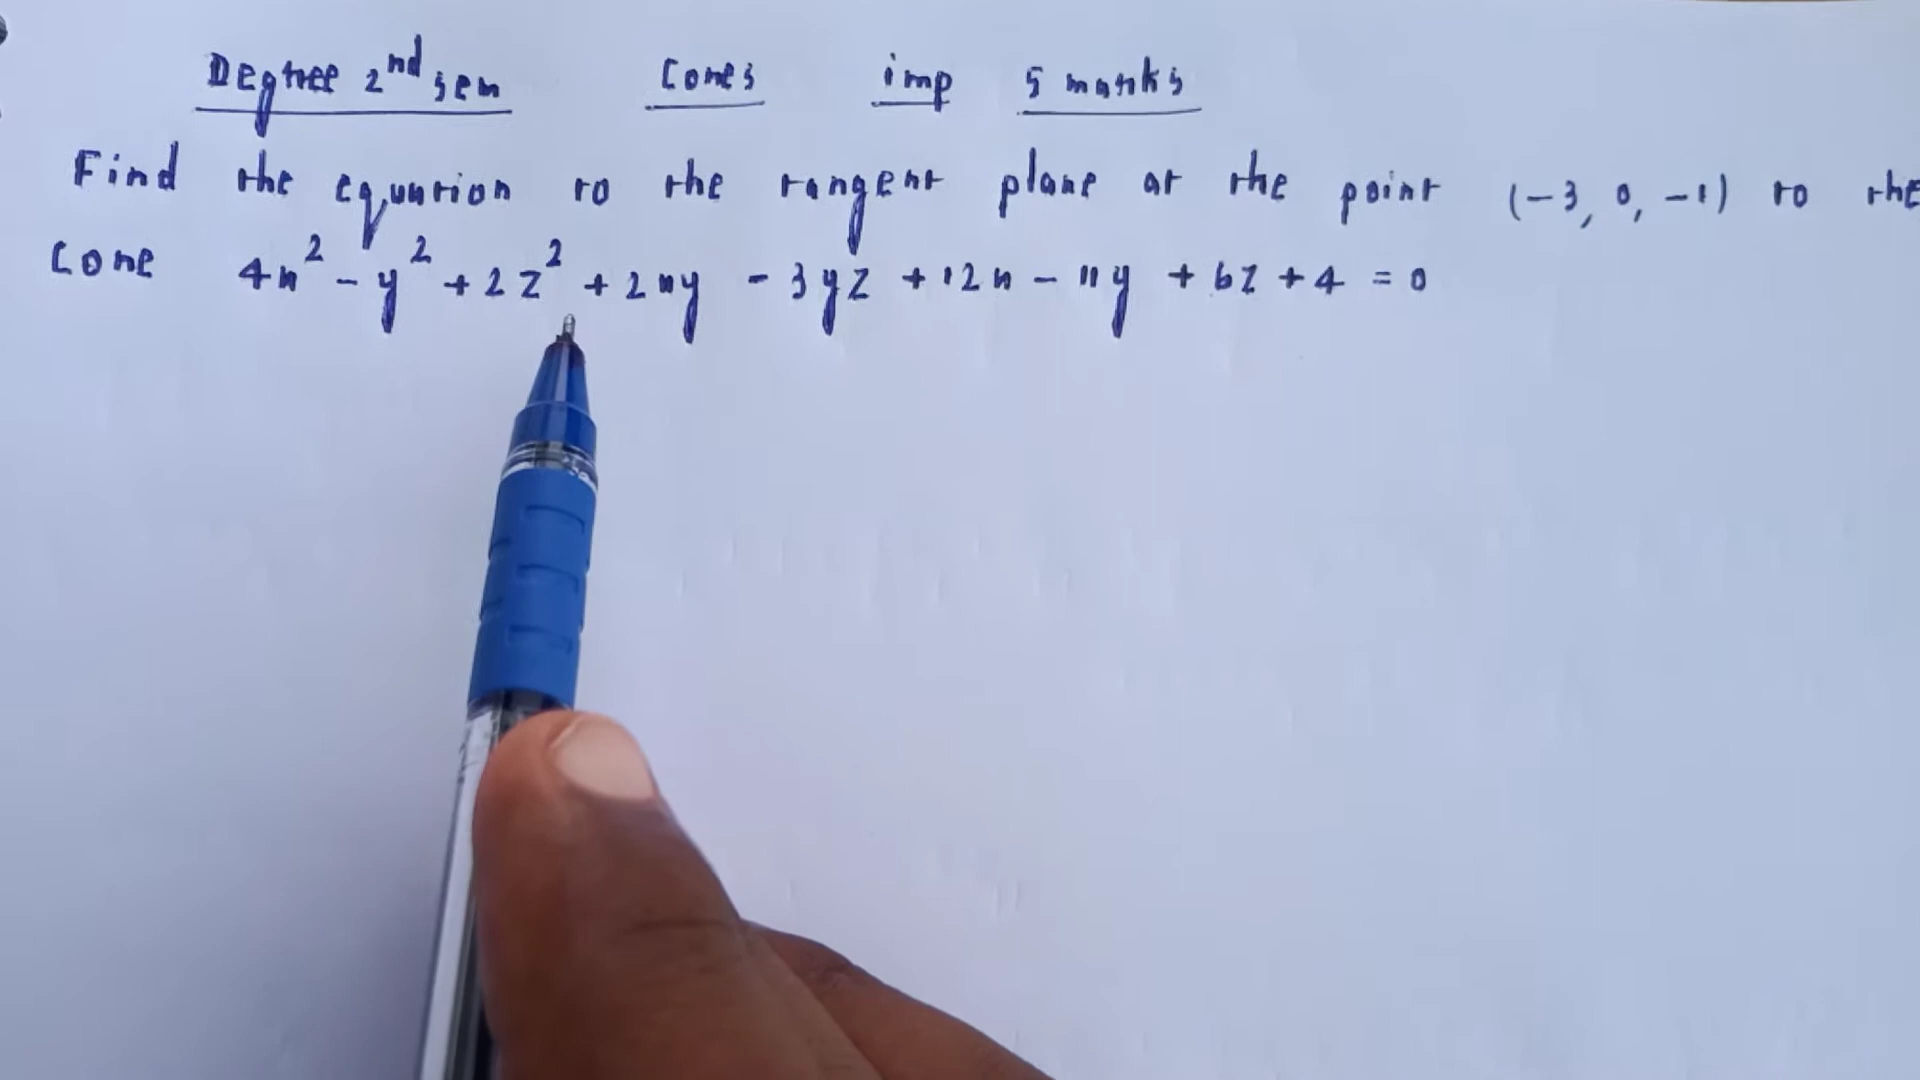 Degree 2nd sem cones imp 5 marks
Find the equation to the tangent plane at the point (-3, 0, -1) to the
cone 4x² - y² + 2z² + 2xy - 3yz + 12x - 11y + 6z + 4 = 0